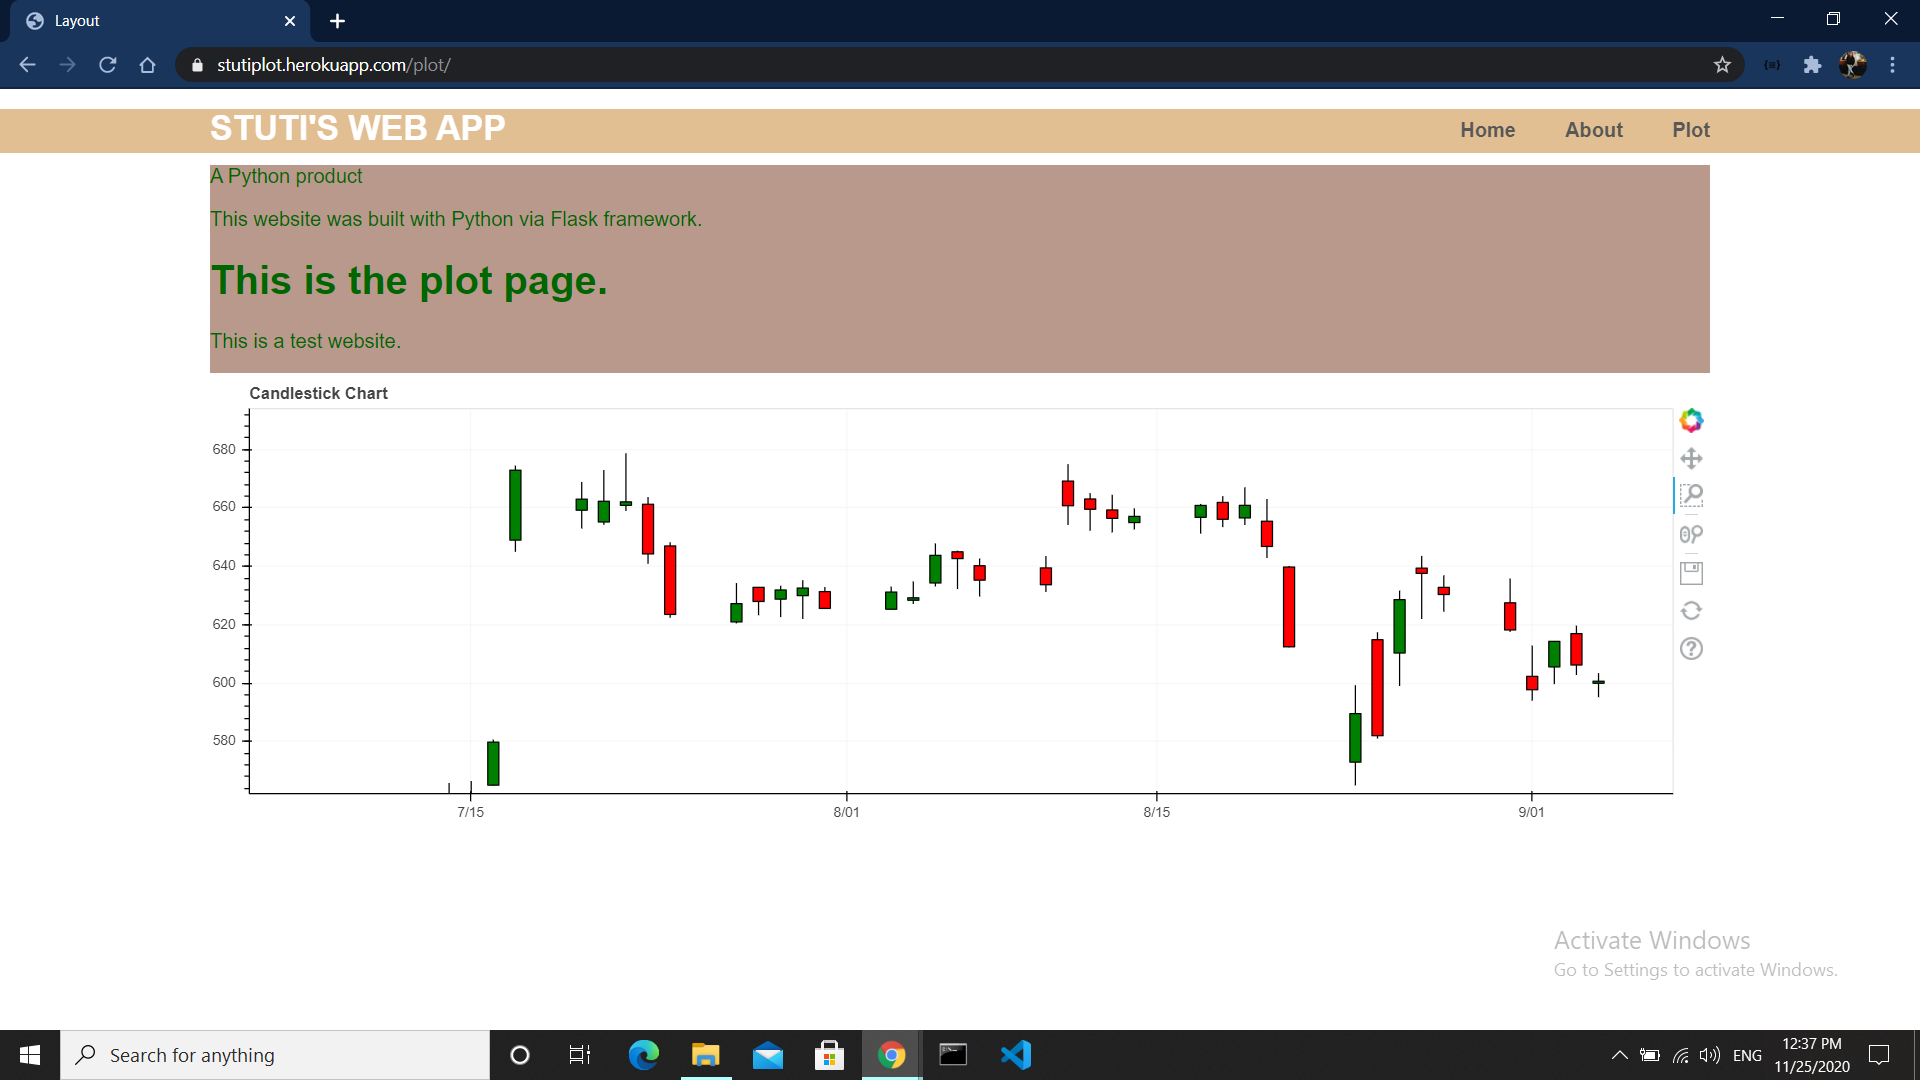 Layout
stutiplot.herokuapp.com/plot/
STUTI'S WEB APP
Home About Plot
A Python product
This website was built with Python via Flask framework.
This is the plot page.
This is a test website.
Candlestick Chart
680
660
640
620
600
580
7/15 8/01 8/15 9/01
Activate Windows
Go to Settings to activate Windows.
Search for anything
ENG
12:37 PM
11/25/2020